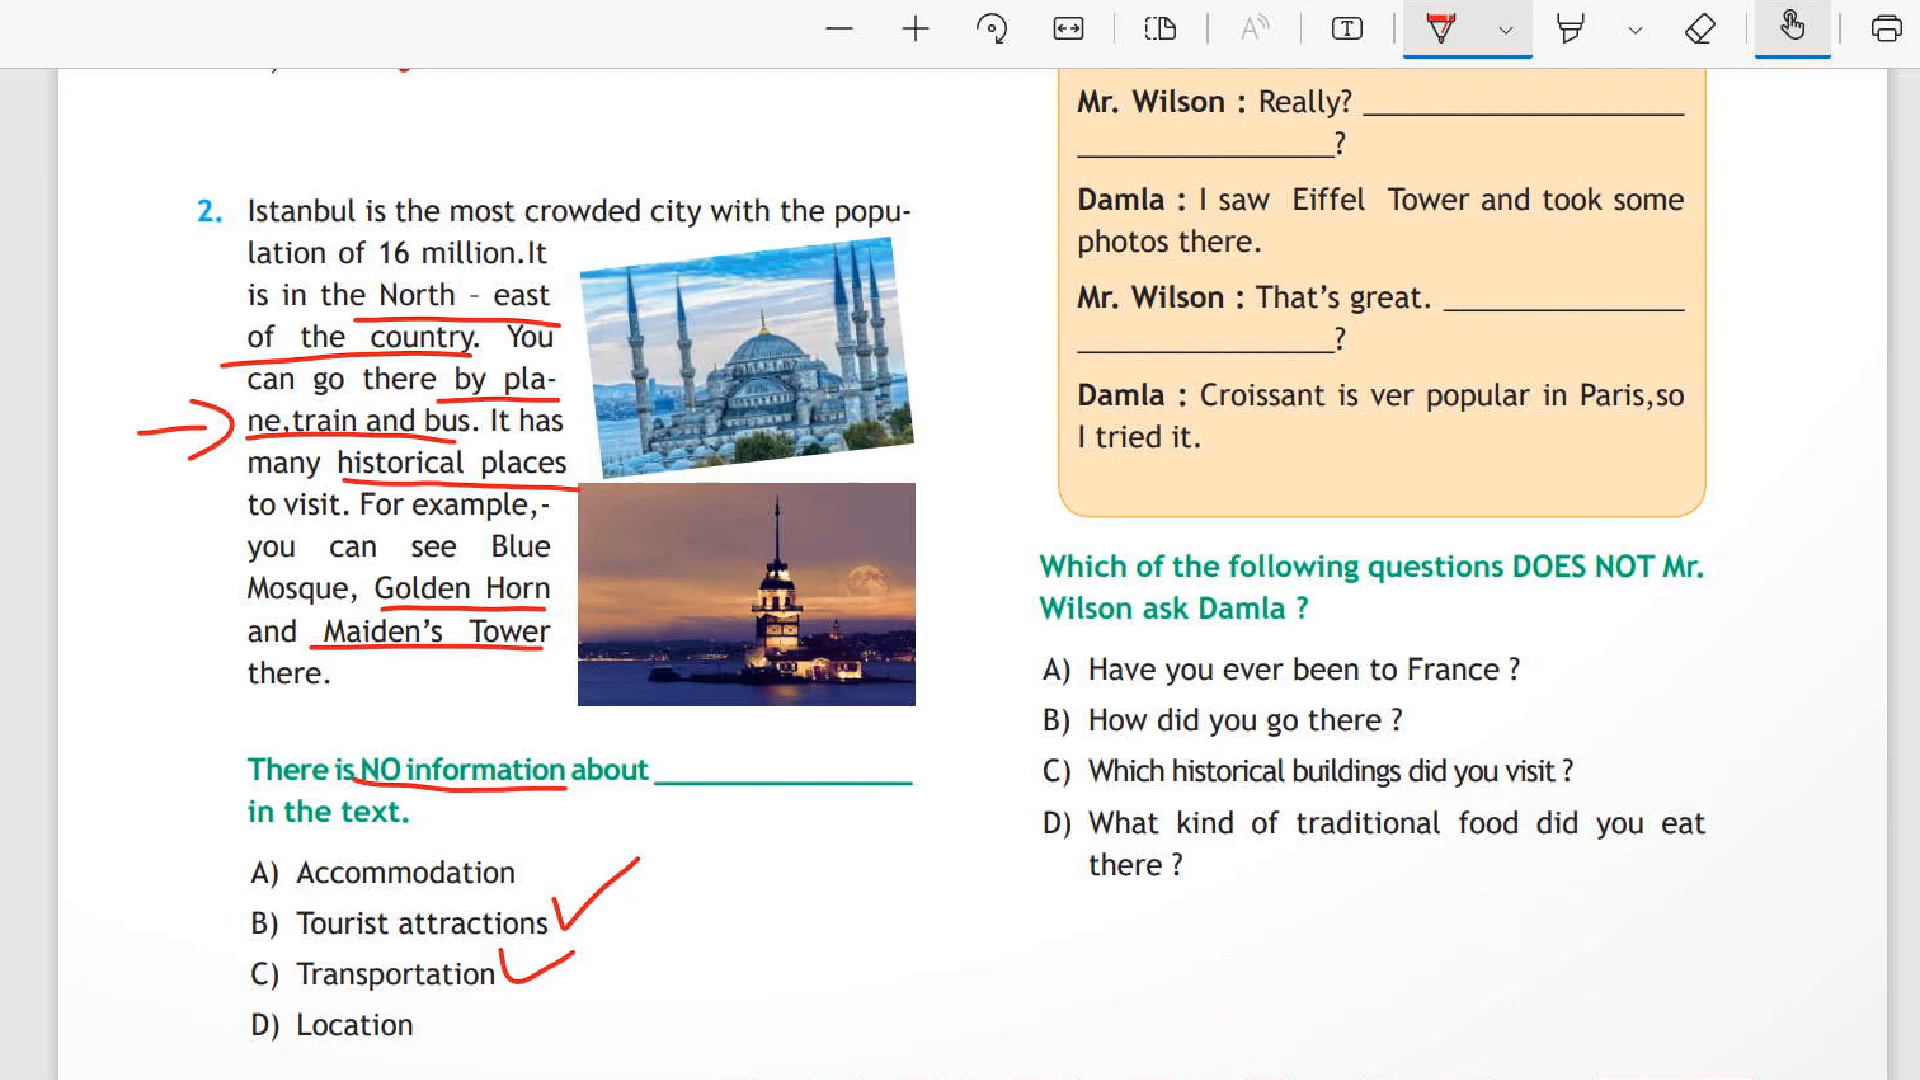 2. Istanbul is the most crowded city with the popu-
lation of 16 million.It
is in the North – east
of the country. You
can go there by pla-
ne,train and bus. It has
many historical places
to visit. For example,-
you can see Blue
Mosque, Golden Horn
and Maiden’s Tower
there.
There is NO information about ____________
in the text.
A) Accommodation
B) Tourist attractions
C) Transportation
D) Location
Mr. Wilson : Really? ____________
____________?
Damla : I saw Eiffel Tower and took some
photos there.
Mr. Wilson : That’s great. ____________
____________?
Damla : Croissant is ver popular in Paris,so
I tried it.
Which of the following questions DOES NOT Mr.
Wilson ask Damla ?
A) Have you ever been to France ?
B) How did you go there ?
C) Which historical buildings did you visit ?
D) What kind of traditional food did you eat
there ?